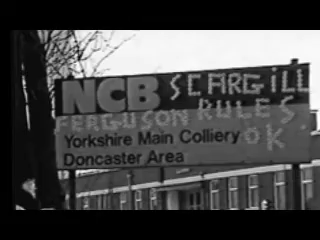 NCB SCARGILL
FERGUSON RULES
Yorkshire Main Colliery OK
Doncaster Area